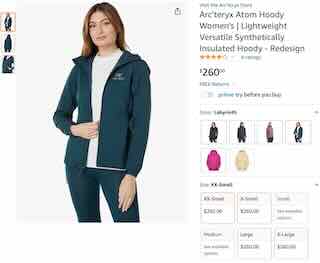 Visit the Arc'teryx Store
Arc'teryx Atom Hoody
Women's | Lightweight
Versatile Synthetically
Insulated Hoody - Redesign
4 ratings
$260.00
FREE Returns
prime try before you buy
Color: Labyrinth
Size: XX-Small
XX-Small
X-Small
Small
$260.00
$260.00
See available
options
Medium
Large
X-Large
See available
options
$260.00
$260.00